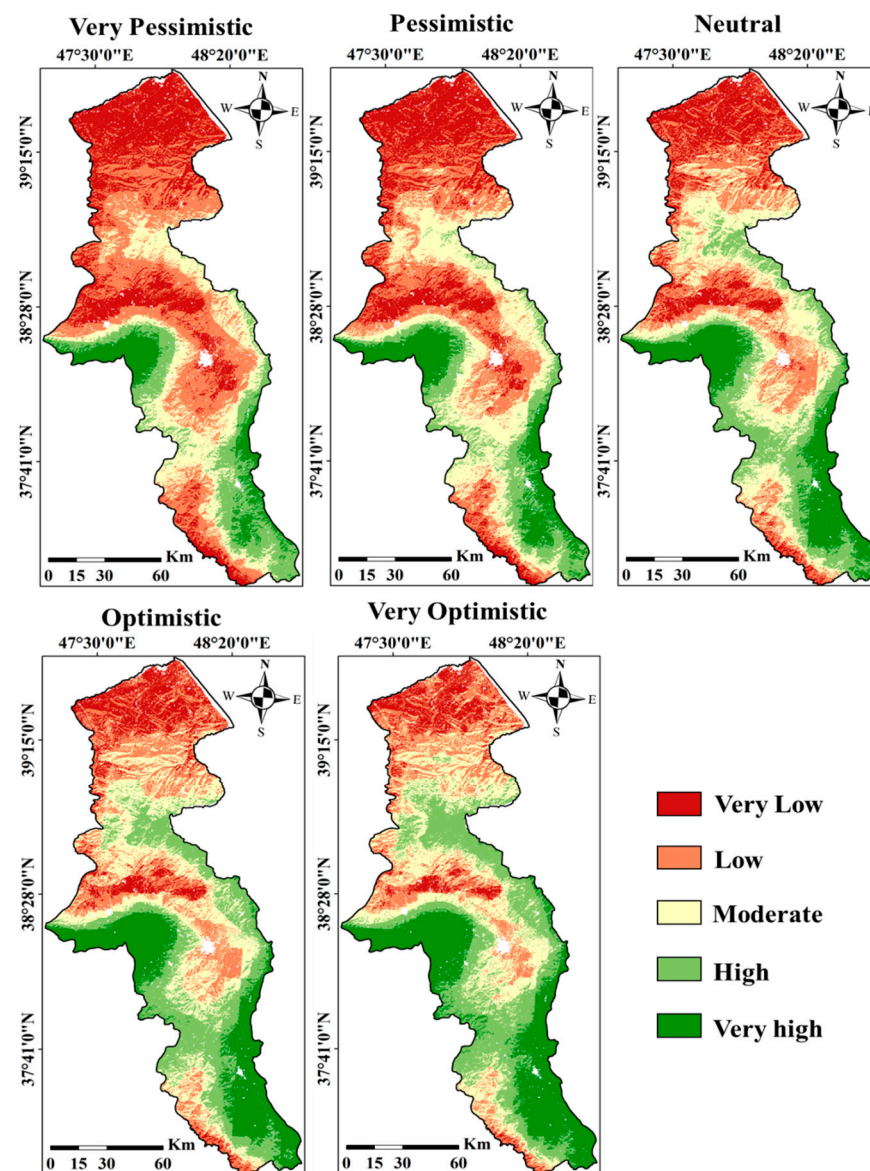 Very Pessimistic
47°30'0"E 48°20'0"E
N
W E
S
39°15'0"N
38°28'0"N
37°41'0"N
Km
0 15 30 60
Pessimistic
47°30'0"E 48°20'0"E
N
W E
S
39°15'0"N
38°28'0"N
37°41'0"N
Km
0 15 30 60
Neutral
47°30'0"E 48°20'0"E
N
W E
S
39°15'0"N
38°28'0"N
37°41'0"N
Km
0 15 30 60
Optimistic
47°30'0"E 48°20'0"E
N
W E
S
39°15'0"N
38°28'0"N
37°41'0"N
Km
0 15 30 60
Very Optimistic
47°30'0"E 48°20'0"E
N
W E
S
39°15'0"N
38°28'0"N
37°41'0"N
Km
0 15 30 60
Very Low
Low
Moderate
High
Very high